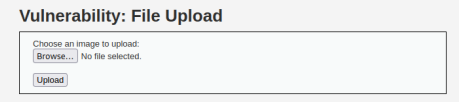 Vulnerability: File Upload
Choose an image to upload:
Browse... No file selected.
Upload